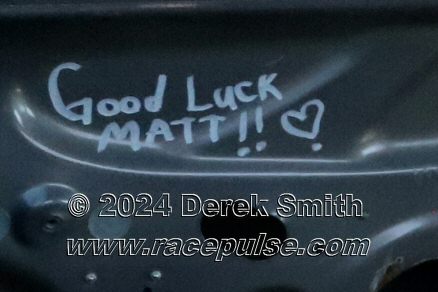 Good Luck
MATT!! ♡
© 2024 Derek Smith
www.racepulse.com